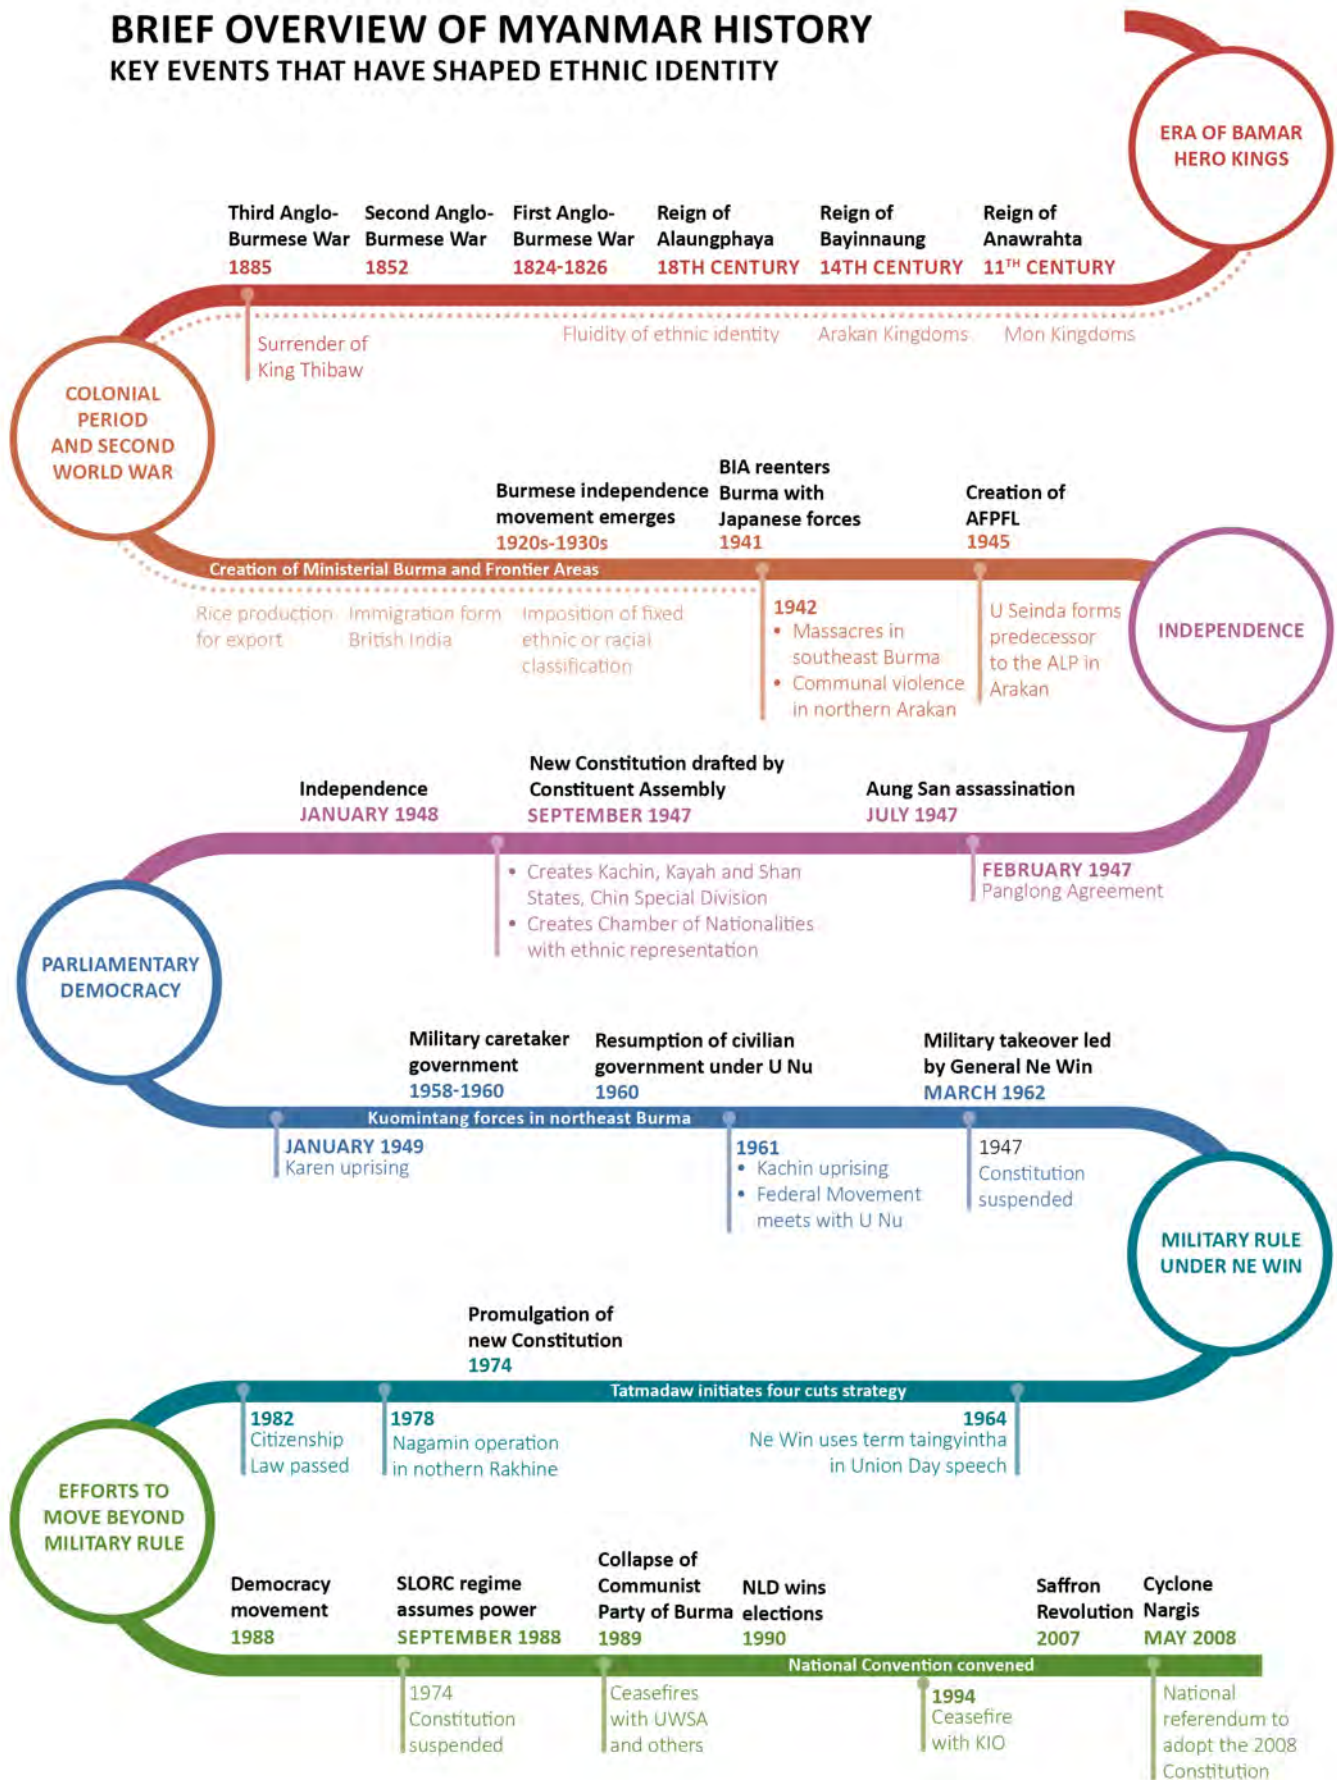 BRIEF OVERVIEW OF MYANMAR HISTORY
KEY EVENTS THAT HAVE SHAPED ETHNIC IDENTITY
ERA OF BAMAR
HERO KINGS
Third Anglo-
Burmese War
1885
Second Anglo-
Burmese War
1852
First Anglo-
Burmese War
1824-1826
Reign of
Alaungphaya
18TH CENTURY
Reign of
Bayinnaung
14TH CENTURY
Reign of
Anawrahta
11TH CENTURY
Surrender of
King Thibaw
Fluidity of ethnic identity
Arakan Kingdoms
Mon Kingdoms
COLONIAL
PERIOD
AND SECOND
WORLD WAR
Burmese independence
movement emerges
1920s-1930s
BIA reenters
Burma with
Japanese forces
1941
Creation of
AFPFL
1945
Creation of Ministerial Burma and Frontier Areas
Rice production
for export
Immigration form
British India
Imposition of fixed
ethnic or racial
classification
1942
• Massacres in
southeast Burma
• Communal violence
in northern Arakan
U Seinda forms
predecessor
to the ALP in
Arakan
INDEPENDENCE
Independence
JANUARY 1948
New Constitution drafted by
Constituent Assembly
SEPTEMBER 1947
Aung San assassination
JULY 1947
• Creates Kachin, Kayah and Shan
States, Chin Special Division
• Creates Chamber of Nationalities
with ethnic representation
FEBRUARY 1947
Panglong Agreement
PARLIAMENTARY
DEMOCRACY
Military caretaker
government
1958-1960
Resumption of civilian
government under U Nu
1960
Military takeover led
by General Ne Win
MARCH 1962
Kuomintang forces in northeast Burma
JANUARY 1949
Karen uprising
1961
• Kachin uprising
• Federal Movement
meets with U Nu
1947
Constitution
suspended
MILITARY RULE
UNDER NE WIN
Promulgation of
new Constitution
1974
Tatmadaw initiates four cuts strategy
1982
Citizenship
Law passed
1978
Nagamin operation
in nothern Rakhine
1964
Ne Win uses term taingyintha
in Union Day speech
EFFORTS TO
MOVE BEYOND
MILITARY RULE
Democracy
movement
1988
SLORC regime
assumes power
SEPTEMBER 1988
Collapse of
Communist
Party of Burma
1989
NLD wins
elections
1990
Saffron
Revolution
2007
Cyclone
Nargis
MAY 2008
National Convention convened
1974
Constitution
suspended
Ceasefires
with UWSA
and others
1994
Ceasefire
with KIO
National
referendum to
adopt the 2008
Constitution